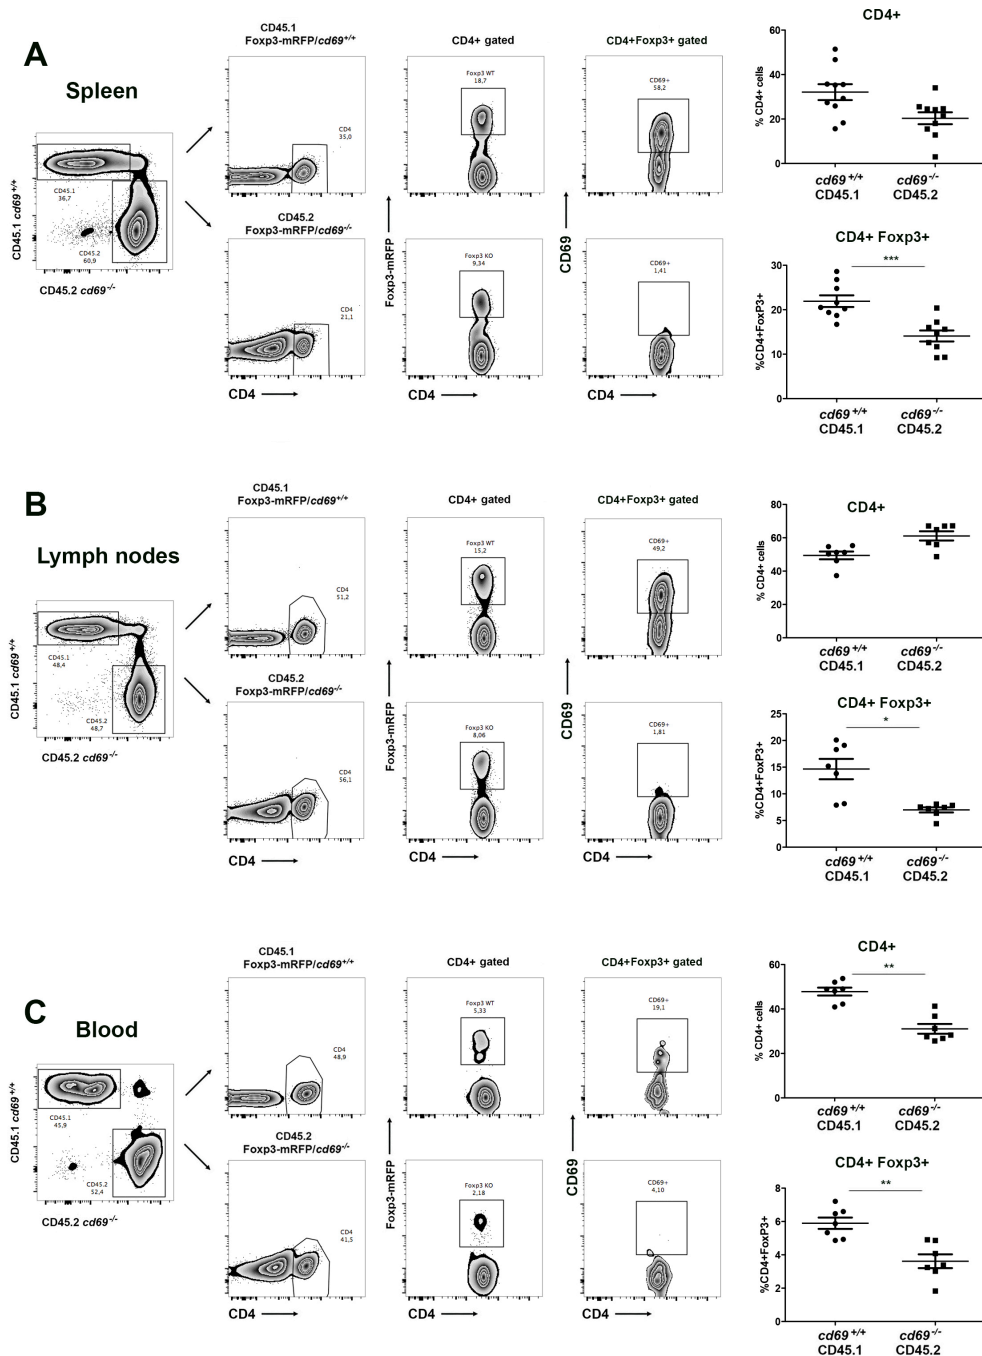 A
Spleen
CD45.1 cd69+/+
CD45.1
36,7
CD45.2
60,9
CD45.2 cd69-/-
CD45.1
Foxp3-mRFP/cd69+/+
CD4
35,0
CD45.2
Foxp3-mRFP/cd69-/-
CD4
21,1
CD4
CD4+ gated
Foxp3 WT
18,7
Foxp3-mRFP
Foxp3 KO
9,34
CD4
CD4+Foxp3+ gated
CD69+
58,2
CD69
CD69+
1,41
CD4
CD4+
% CD4+ cells
60
40
20
0
cd69+/+
CD45.1
cd69-/-
CD45.2
CD4+ Foxp3+
***
%CD4+FoxP3+
30
20
10
0
cd69+/+
CD45.1
cd69-/-
CD45.2
B
Lymph nodes
CD45.1 cd69+/+
CD45.1
48,4
CD45.2
48,7
CD45.2 cd69-/-
CD45.1
Foxp3-mRFP/cd69+/+
CD4
51,2
CD45.2
Foxp3-mRFP/cd69-/-
CD4
56,1
CD4
CD4+ gated
Foxp3 WT
15,2
Foxp3-mRFP
Foxp3 KO
8,06
CD4
CD4+Foxp3+ gated
CD69+
49,2
CD69
CD69+
1,81
CD4
CD4+
% CD4+ cells
80
60
40
20
0
cd69+/+
CD45.1
cd69-/-
CD45.2
CD4+ Foxp3+
*
%CD4+FoxP3+
25
20
15
10
5
0
cd69+/+
CD45.1
cd69-/-
CD45.2
C
Blood
CD45.1 cd69+/+
CD45.1
45,9
CD45.2
52,4
CD45.2 cd69-/-
CD45.1
Foxp3-mRFP/cd69+/+
CD4
48,9
CD45.2
Foxp3-mRFP/cd69-/-
CD4
41,5
CD4
CD4+ gated
Foxp3 WT
5,33
Foxp3-mRFP
Foxp3 KO
2,18
CD4
CD4+Foxp3+ gated
CD69+
19,1
CD69
CD69+
4,10
CD4
CD4+
**
% CD4+ cells
60
40
20
0
cd69+/+
CD45.1
cd69-/-
CD45.2
CD4+ Foxp3+
**
%CD4+FoxP3+
8
6
4
2
0
cd69+/+
CD45.1
cd69-/-
CD45.2